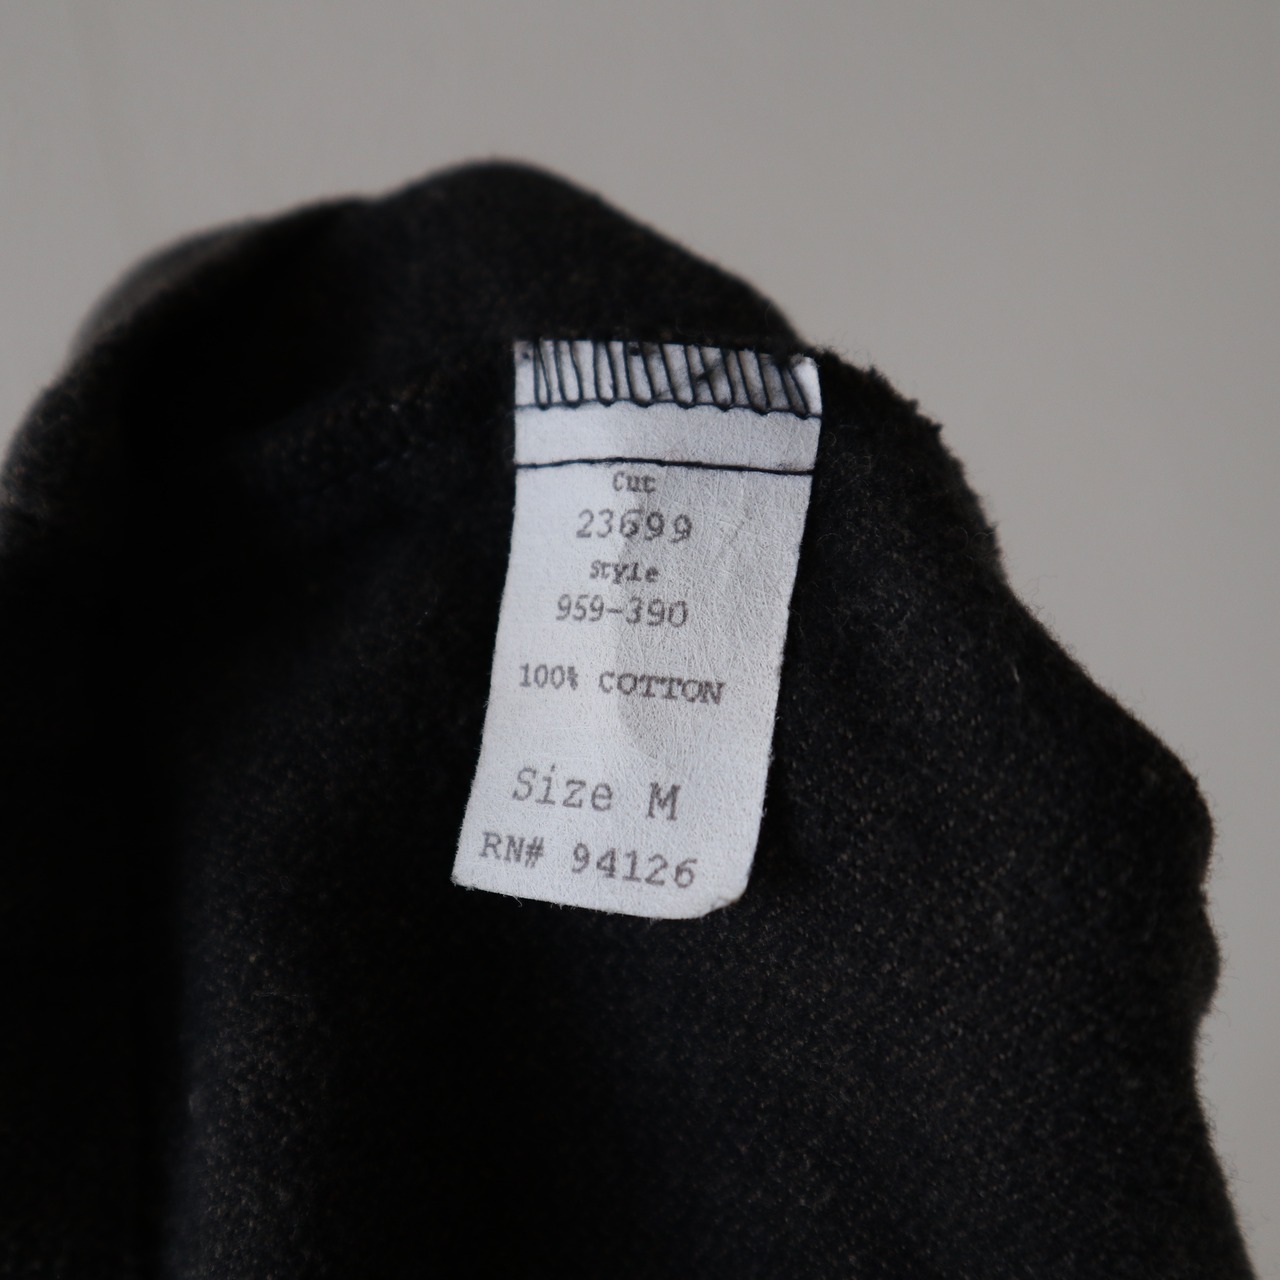 Cut
23699
Style
959-390
100% COTTON
Size M
RN# 94126